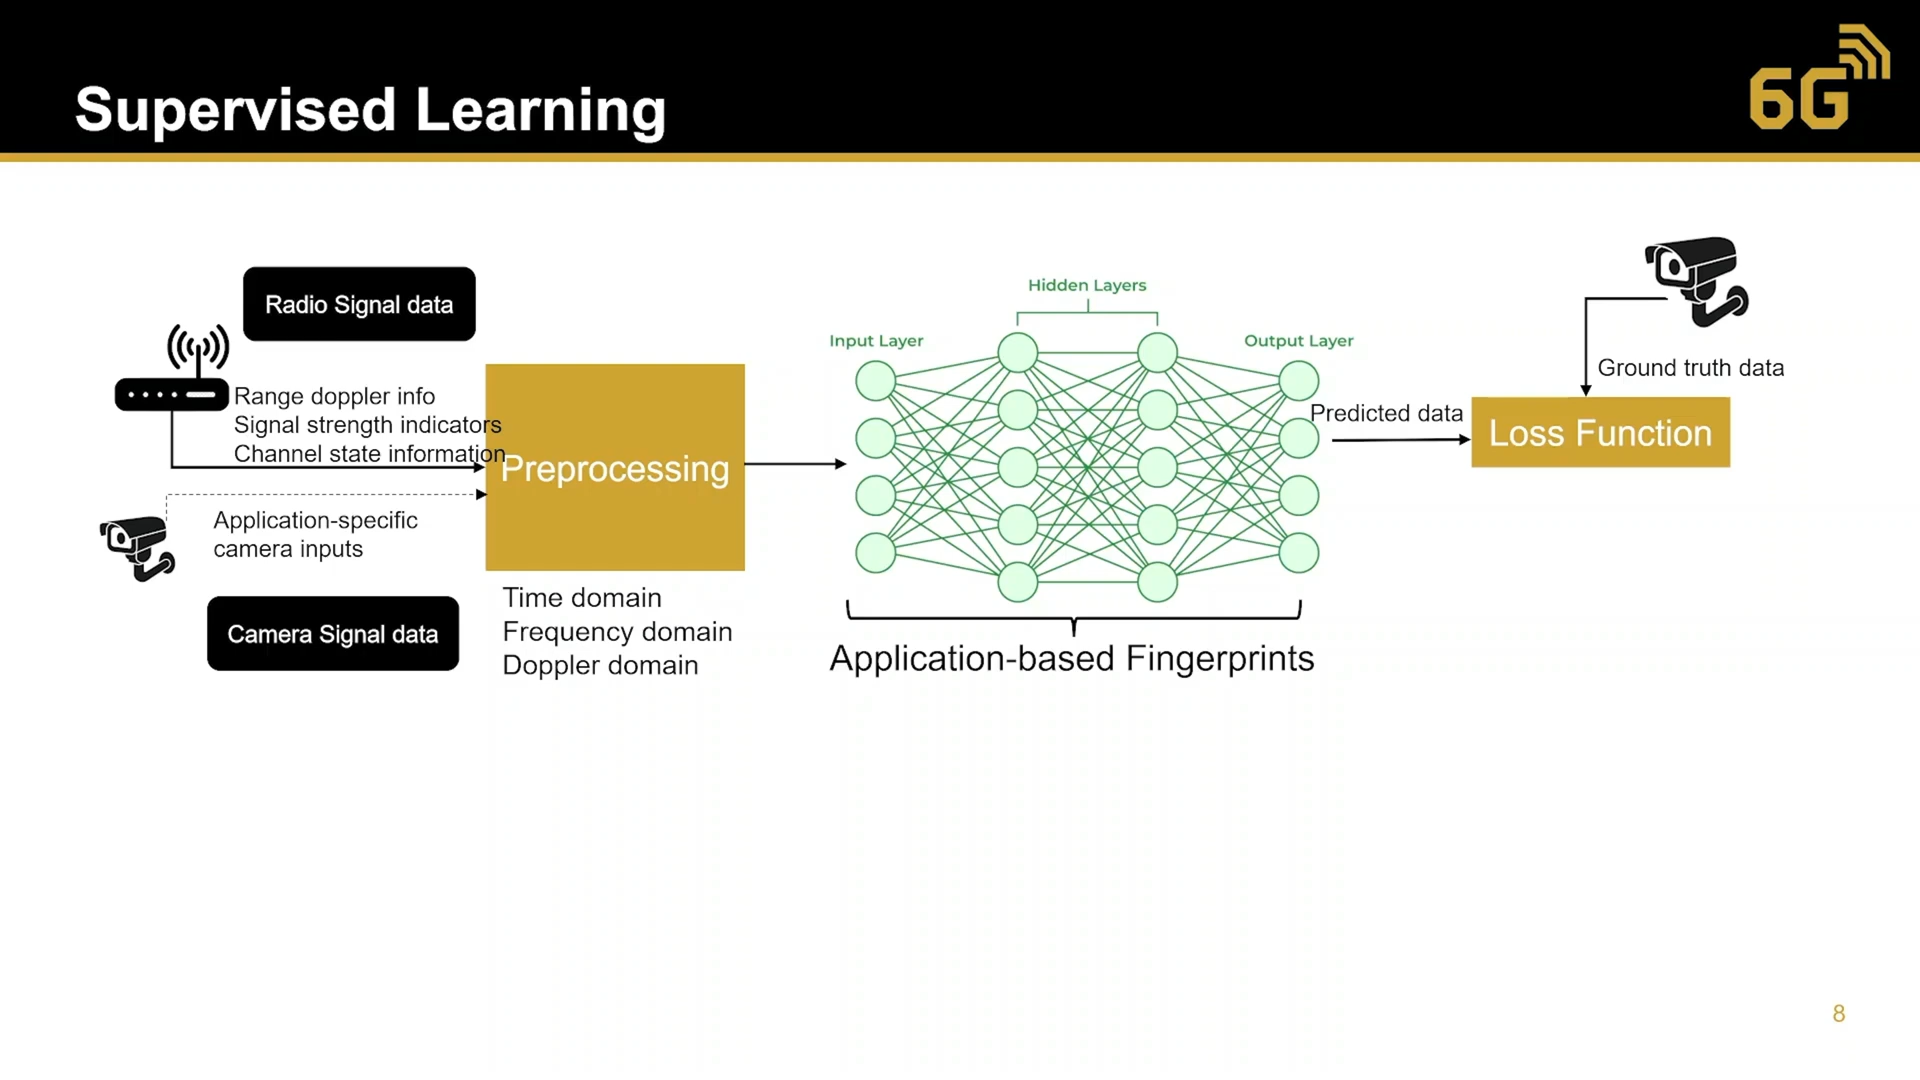 Supervised Learning
6G
Radio Signal data
Range doppler info
Signal strength indicators
Channel state information
Application-specific
camera inputs
Camera Signal data
Preprocessing
Time domain
Frequency domain
Doppler domain
Hidden Layers
Input Layer
Output Layer
Application-based Fingerprints
Predicted data
Ground truth data
Loss Function
8